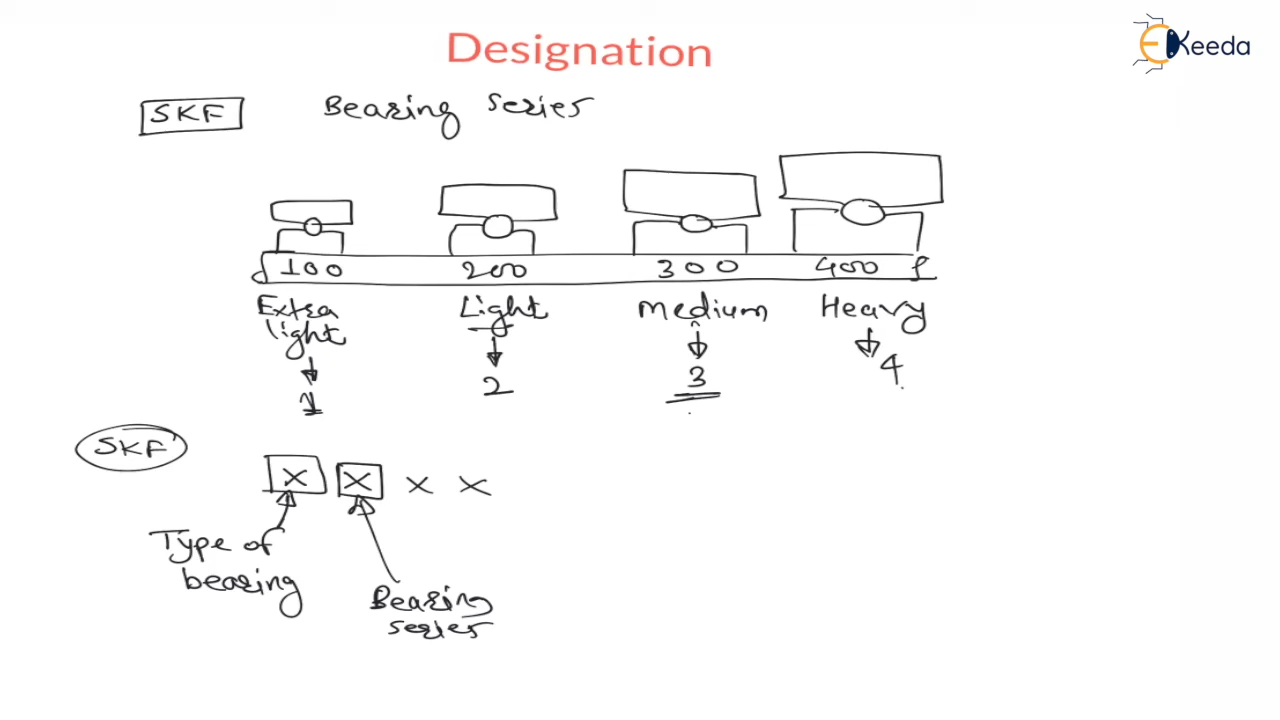 Designation
EKeeda
SKF Bearing series
100 200 300 400
Extra light Light Medium Heavy
1 2 3 4
SKF
X X X X
Type of bearing
Bearing series